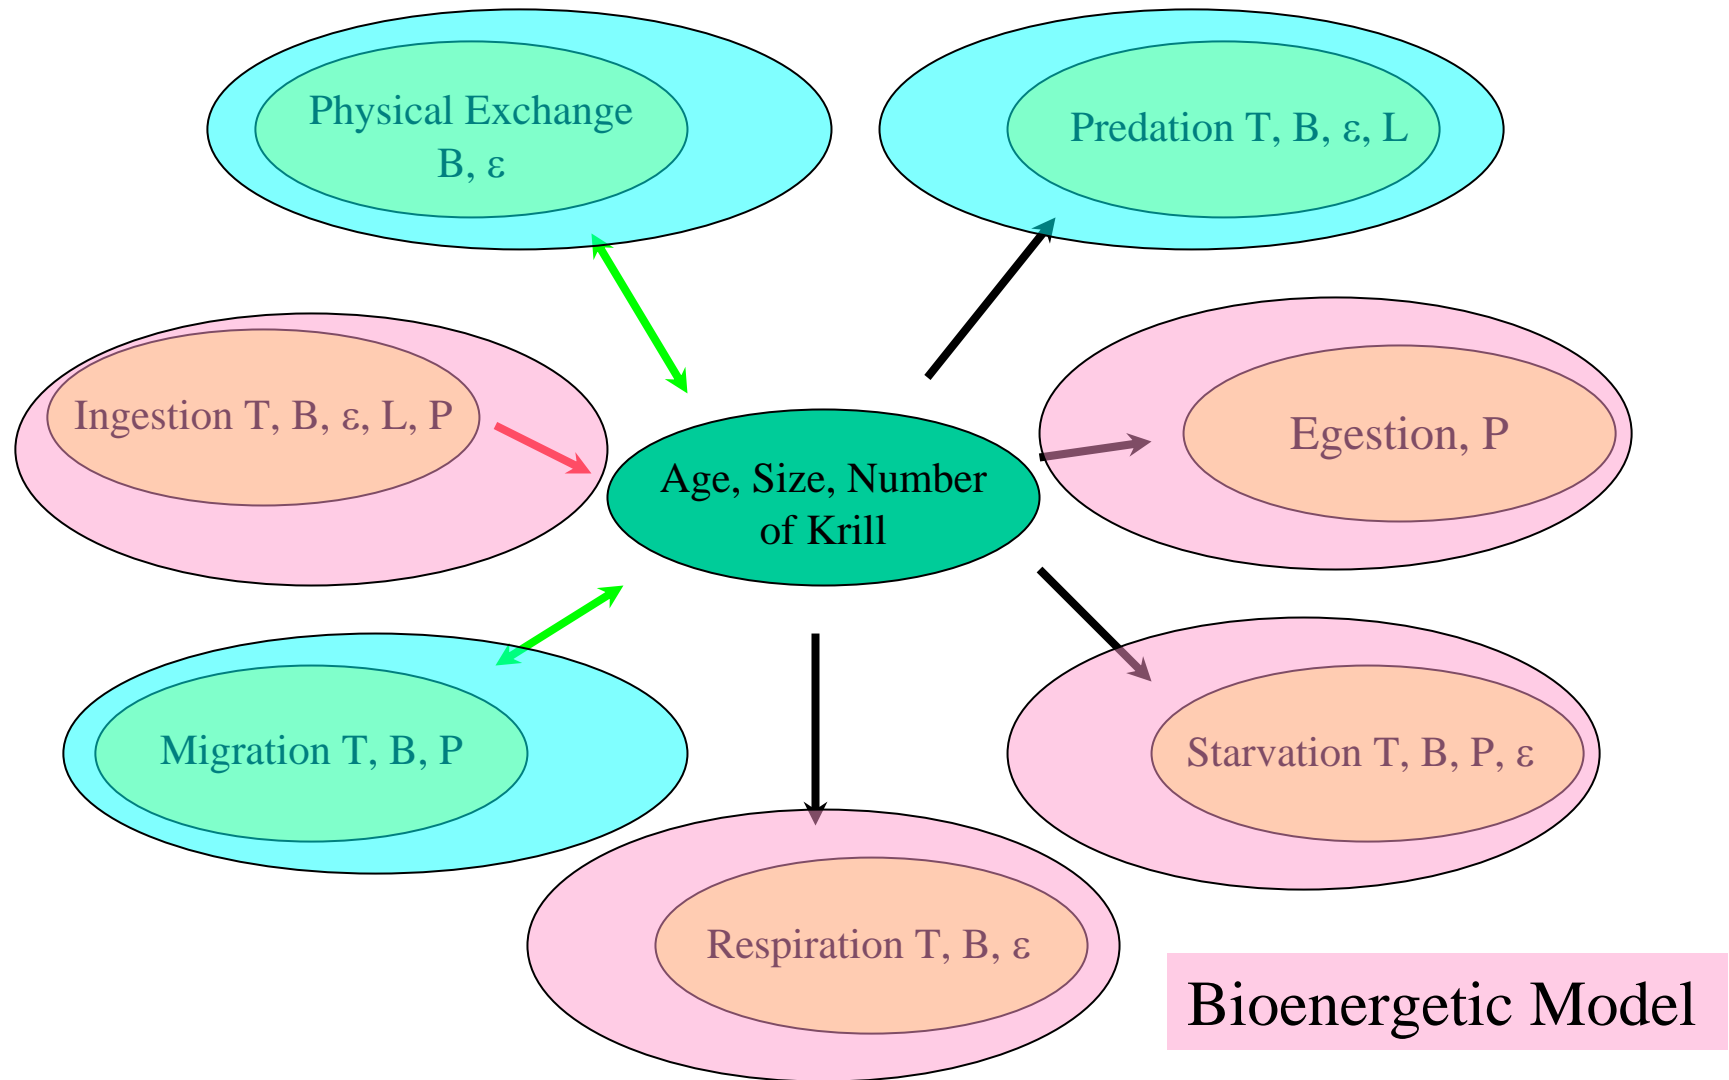 Physical Exchange
B, ε
Predation T, B, ε, L
Ingestion T, B, ε, L, P
Egestion, P
Age, Size, Number
of Krill
Migration T, B, P
Starvation T, B, P, ε
Respiration T, B, ε
Bioenergetic Model